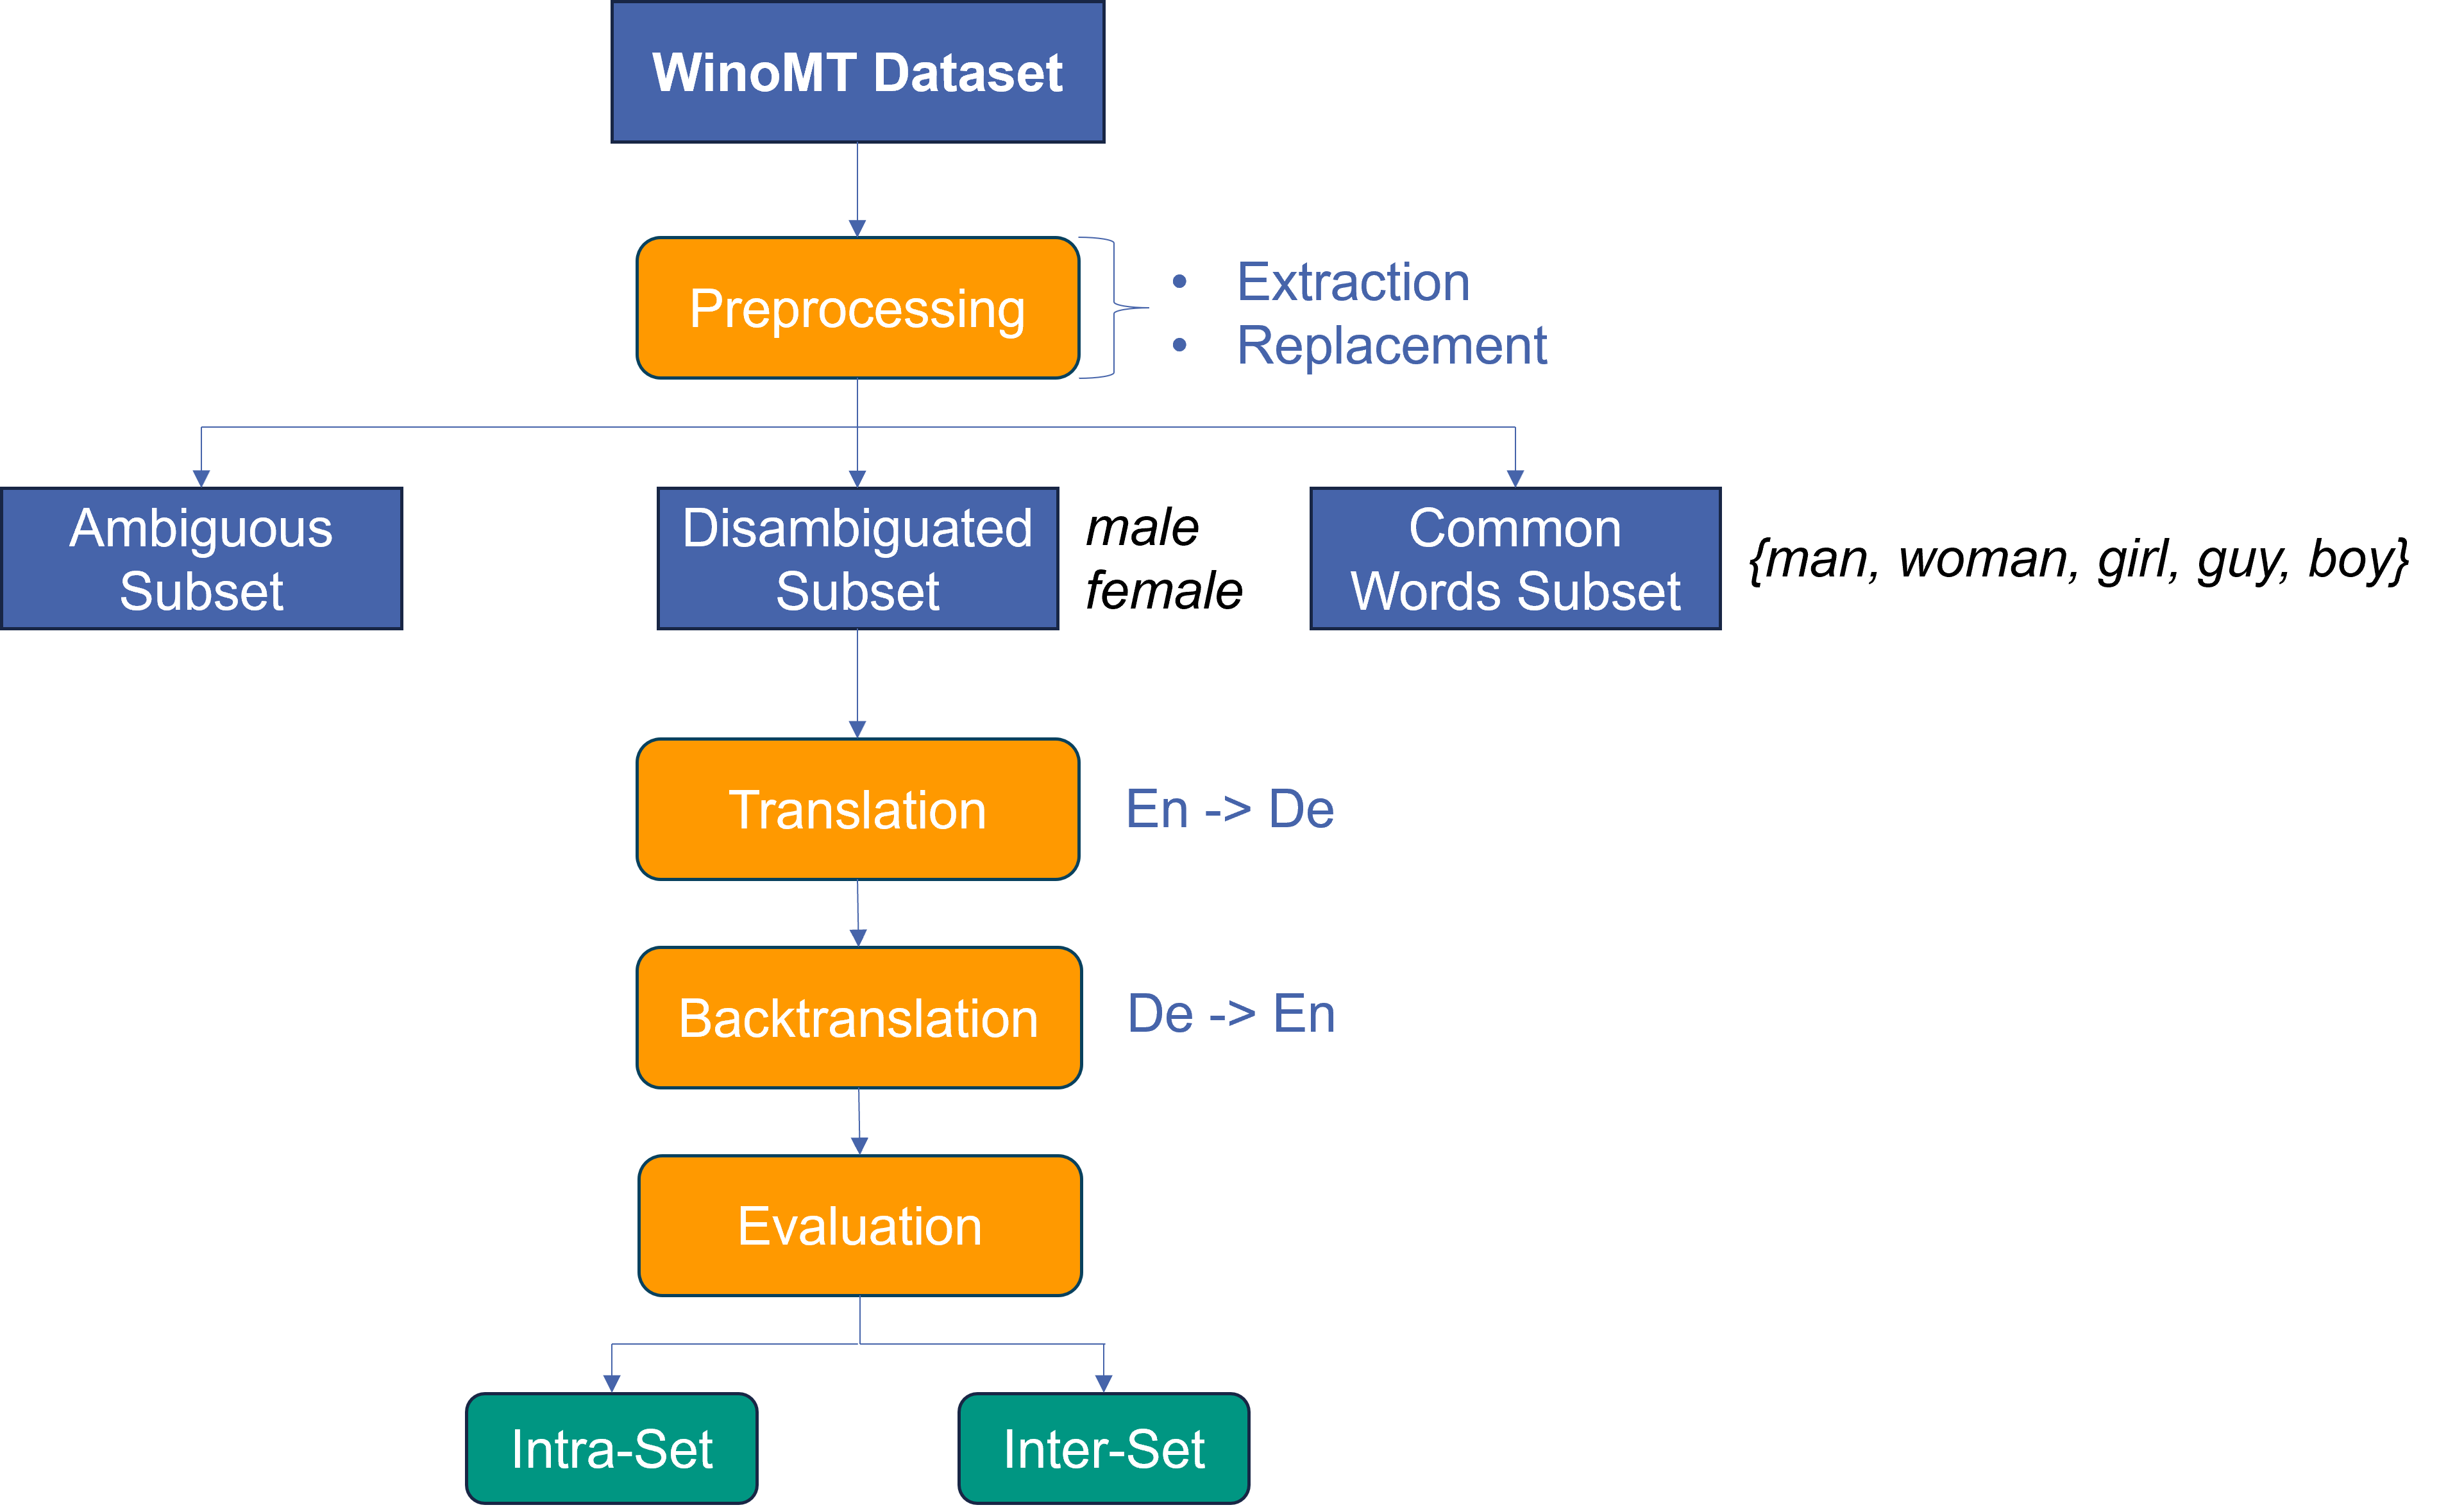 WinoMT Dataset
Preprocessing
• Extraction
• Replacement
Ambiguous
Subset
Disambiguated
Subset
male
female
Common
Words Subset
{man, woman, girl, guy, boy}
Translation
En -> De
Backtranslation
De -> En
Evaluation
Intra-Set
Inter-Set